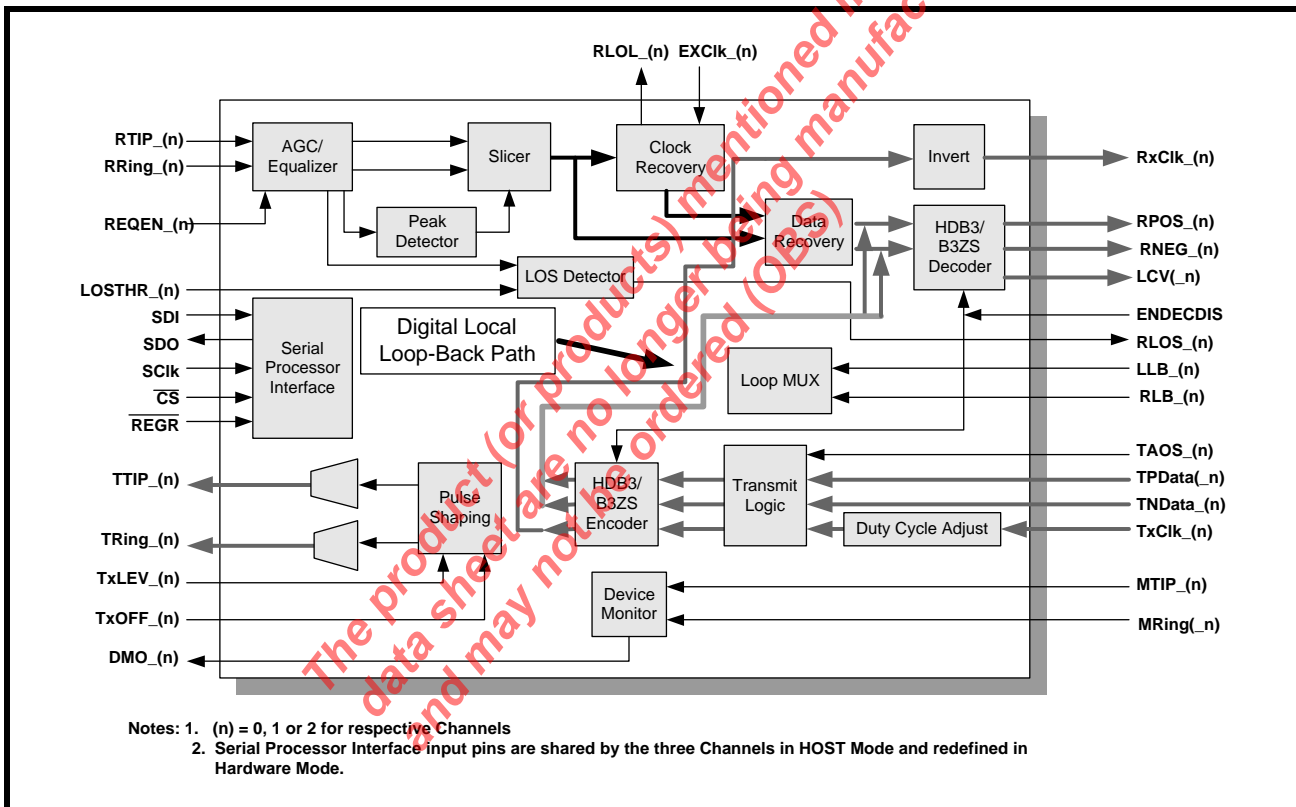 RLOL_(n) EXClk_(n)
RTIP_(n)
RRing_(n)
REQEN_(n)
LOSTHR_(n)
SDI
SDO
SClk
CS
REGR
TTIP_(n)
TRing_(n)
TxLEV_(n)
TxOFF_(n)
DMO_(n)
AGC/
Equalizer
Slicer
Peak
Detector
LOS Detector
Clock
Recovery
Data
Recovery
Invert
HDB3/
B3ZS
Decoder
Serial
Processor
Interface
Digital Local
Loop-Back Path
Loop MUX
Pulse
Shaping
HDB3/
B3ZS
Encoder
Transmit
Logic
Duty Cycle Adjust
Device
Monitor
RxClk_(n)
RPOS_(n)
RNEG_(n)
LCV(_n)
ENDECDIS
RLOS_(n)
LLB_(n)
RLB_(n)
TAOS_(n)
TPData(_n)
TNData_(n)
TxClk_(n)
MTIP_(n)
MRing(_n)
The product (or products) mentioned
data sheet are no longer being manufac
and may not be ordered (OBS)
Notes: 1. (n) = 0, 1 or 2 for respective Channels
2. Serial Processor Interface input pins are shared by the three Channels in HOST Mode and redefined in
Hardware Mode.